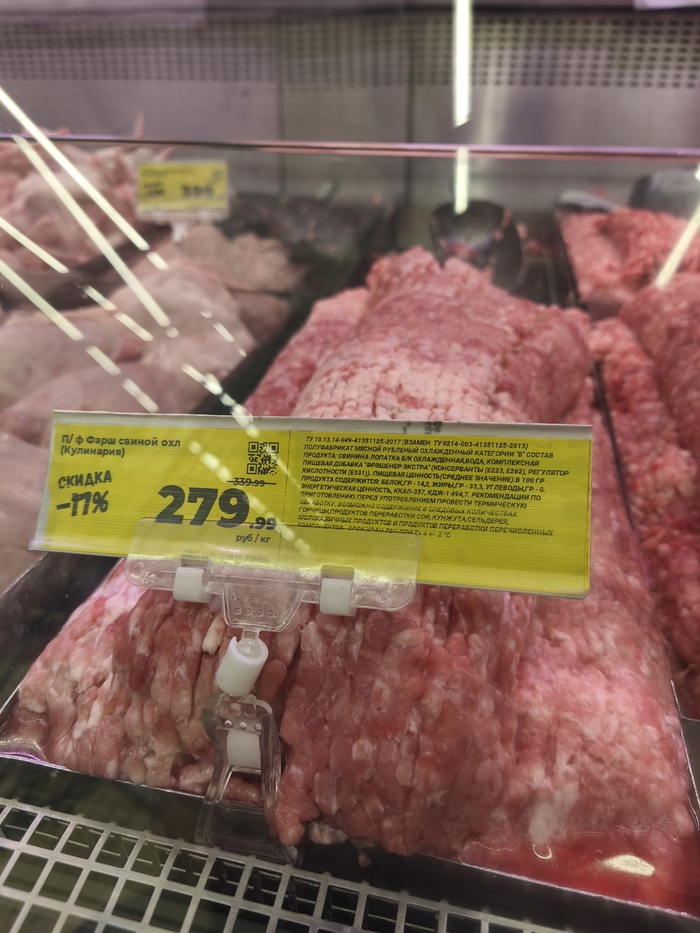 П/ф Фарш свиной охл
(Кулинария)
СКИДКА
-17%
339.99
279.99
руб/кг
ТУ 10.13.14-049-41351125-2017 (ВЗАМЕН ТУ9214-003-41351125-2013)
ПОЛУФАБРИКАТ МЯСНОЙ РУБЛЕНЫЙ ОХЛАЖДЕННЫЙ КАТЕГОРИИ "В" СОСТАВ
ПРОДУКТА: СВИНИНА ЛОПАТКА Б/К ОХЛАЖДЕННАЯ,ВОДА, КОМПЛЕКСНАЯ
ПИЩЕВАЯ ДОБАВКА "ФРЭШЕНЕР ЭКСТРА" (КОНСЕРВАНТЫ (Е223, Е262), РЕГУЛЯТОР
КИСЛОТНОСТИ (Е331)), ПИЩЕВАЯ ЦЕННОСТЬ(СРЕДНЕЕ ЗНАЧЕНИЕ):В 100 ГР
ПРОДУКТА СОДЕРЖИТСЯ: БЕЛОК,ГР - 14,3, ЖИРЫ,ГР - 33,3, УГЛЕВОДЫ,ГР - 0.
ЭНЕРГЕТИЧЕСКАЯ ЦЕННОСТЬ, ККАЛ-357, КДЖ-1 494,7. РЕКОМЕНДАЦИИ ПО
ПРИГОТОВЛЕНИЮ:ПЕРЕД УПОТРЕБЛЕНИЕМ ПРОВЕСТИ ТЕРМИЧЕСКУЮ
ОБРАБОТКУ. ВОЗМОЖНО СОДЕРЖАНИЕ В СЛЕДОВЫХ КОЛИЧЕСТВАХ
ГОРЧИЦЫ,ПРОДУКТОВ ПЕРЕРАБОТКИ СОИ,КУНЖУТА,СЕЛЬДЕРЕЯ,
МОЛОКА,ЯИЧНЫХ ПРОДУКТОВ И ПРОДУКТОВ ПЕРЕРАБОТКИ ПЕРЕЧИСЛЕННЫХ
КОМПОНЕНТОВ.